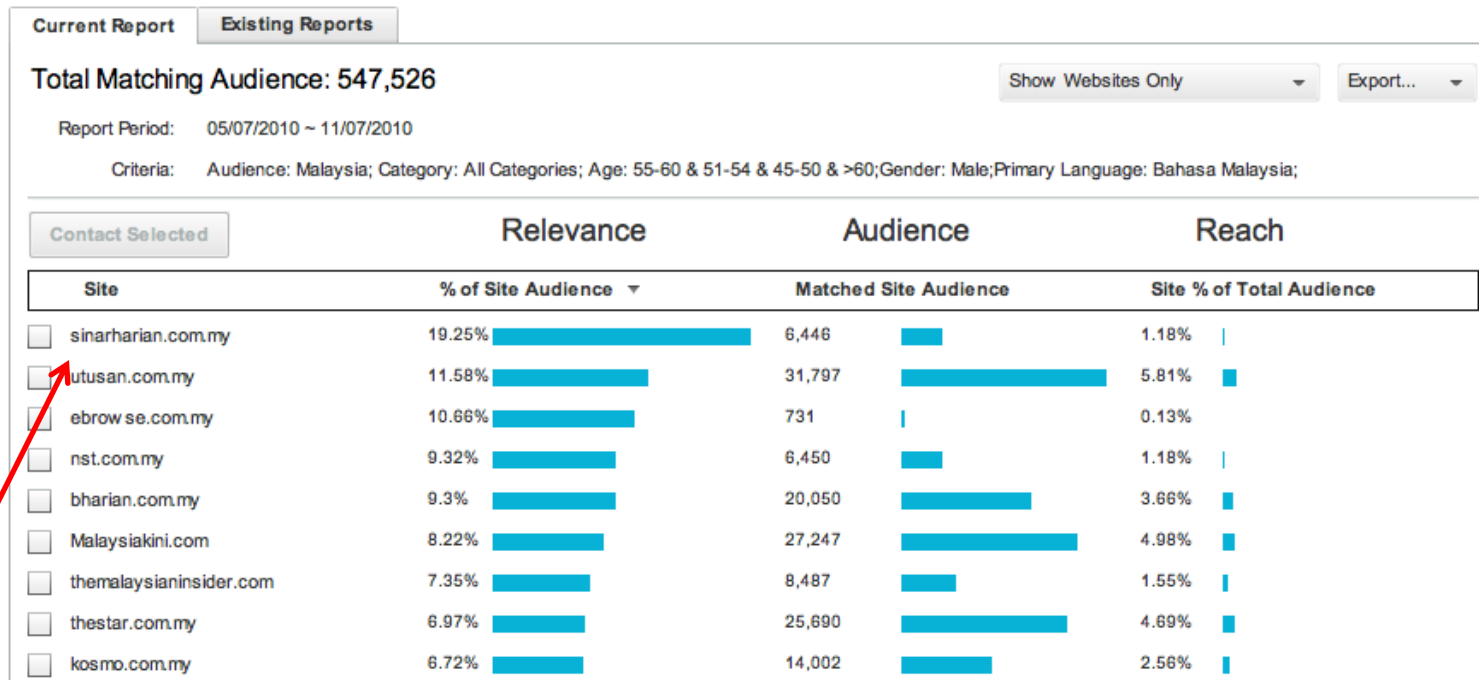 Current Report Existing Reports
Total Matching Audience: 547,526 Show Websites Only Export...
Report Period: 05/07/2010 ~ 11/07/2010
Criteria: Audience: Malaysia; Category: All Categories; Age: 55-60 & 51-54 & 45-50 & >60;Gender: Male;Primary Language: Bahasa Malaysia;
Contact Selected Relevance Audience Reach
Site % of Site Audience Matched Site Audience Site % of Total Audience
sinarharian.com.my 19.25% 6,446 1.18%
utusan.com.my 11.58% 31,797 5.81%
ebrowse.com.my 10.66% 731 0.13%
nst.com.my 9.32% 6,450 1.18%
bharian.com.my 9.3% 20,050 3.66%
Malaysiakini.com 8.22% 27,247 4.98%
themalaysianinsider.com 7.35% 8,487 1.55%
thestar.com.my 6.97% 25,690 4.69%
kosmo.com.my 6.72% 14,002 2.56%